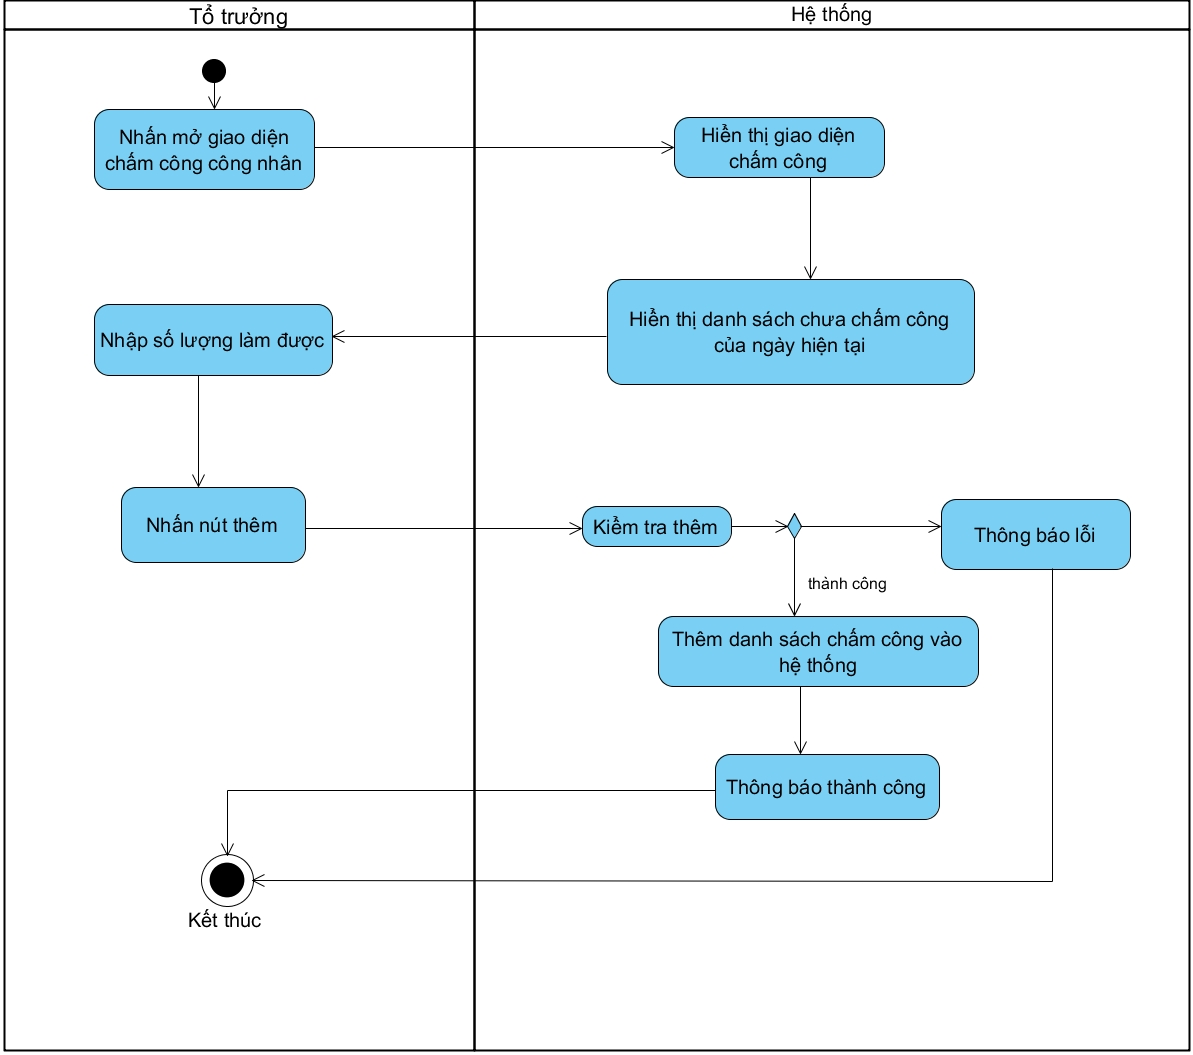 Tổ trưởng
Hệ thống
Nhấn mở giao diện
chấm công công nhân
Hiển thị giao diện
chấm công
Hiển thị danh sách chưa chấm công
của ngày hiện tại
Nhập số lượng làm được
Nhấn nút thêm
Kiểm tra thêm
Thông báo lỗi
thành công
Thêm danh sách chấm công vào
hệ thống
Thông báo thành công
Kết thúc